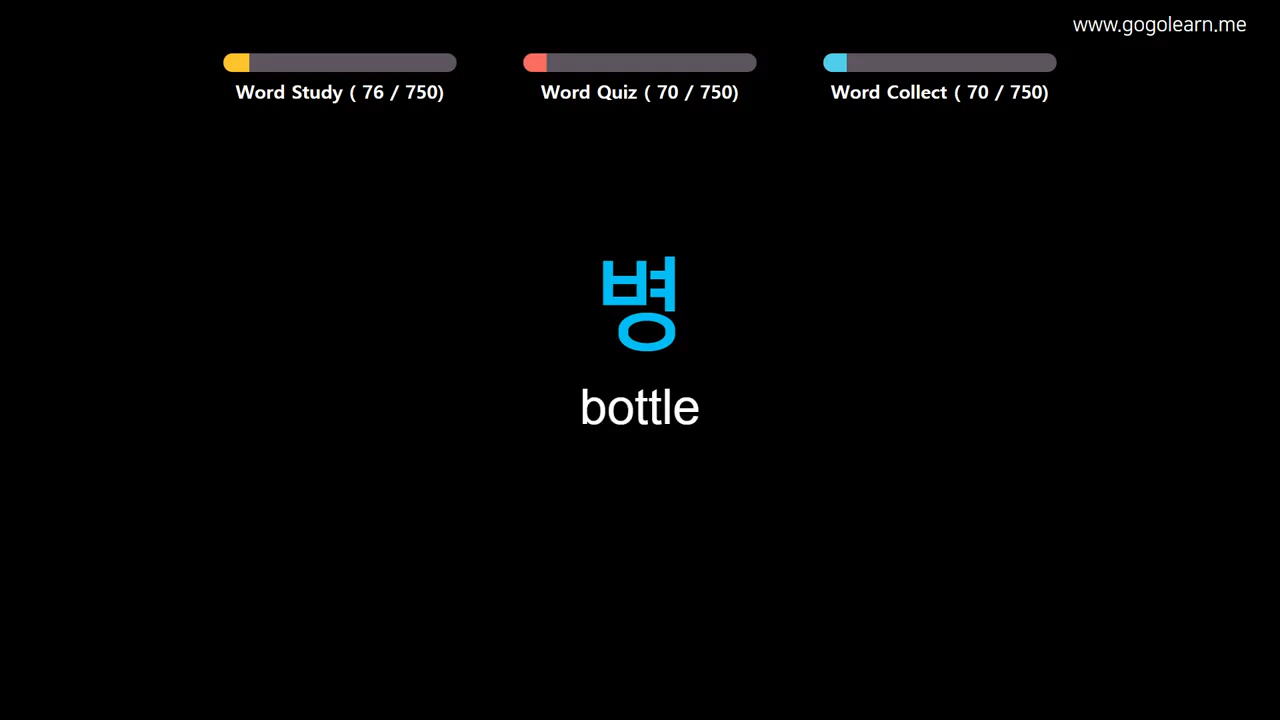 www.gogolearn.me
Word Study ( 76 / 750)
Word Quiz ( 70 / 750)
Word Collect ( 70 / 750)
병
bottle